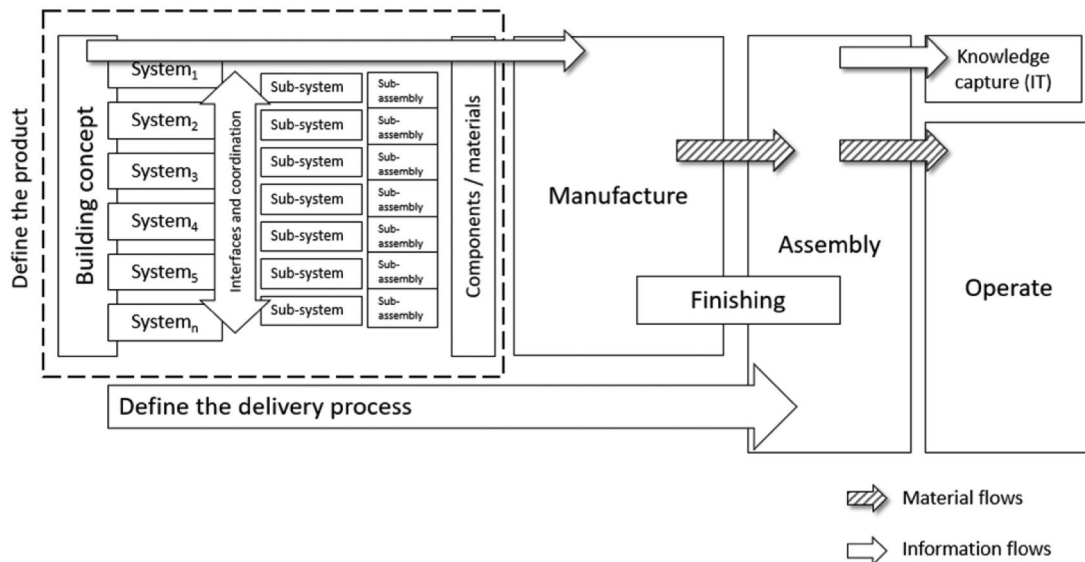 Define the product
Building concept
System1
System2
System3
System4
System5
Systemn
Interfaces and coordination
Sub-system
Sub-system
Sub-system
Sub-system
Sub-system
Sub-system
Sub-system
Sub-
assembly
Sub-
assembly
Sub-
assembly
Sub-
assembly
Sub-
assembly
Sub-
assembly
Sub-
assembly
Components / materials
Manufacture
Finishing
Assembly
Knowledge
capture (IT)
Operate
Define the delivery process
Material flows
Information flows